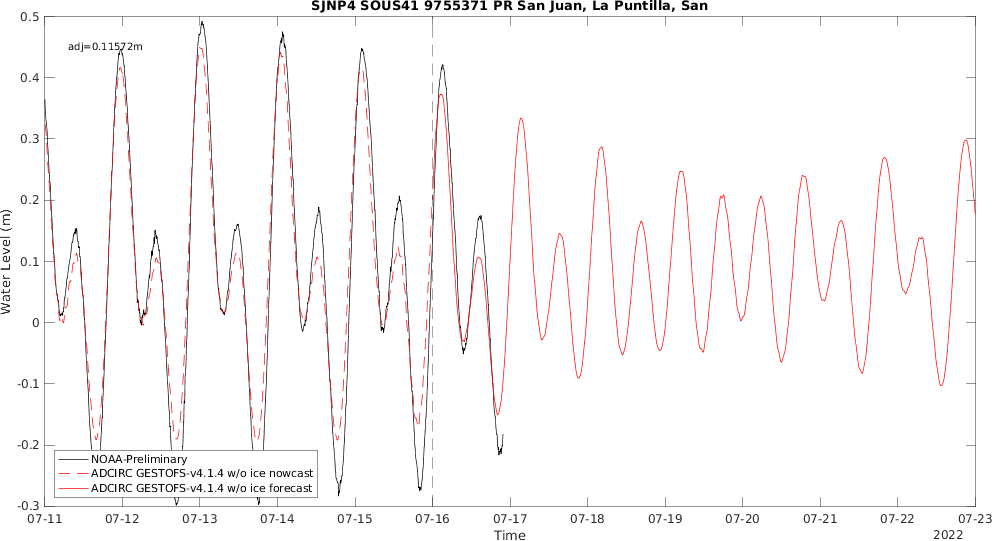 SJNP4 SOUS41 9755371 PR San Juan, La Puntilla, San
adj=0.11572m
0.5
0.4
0.3
0.2
0.1
0
-0.1
-0.2
-0.3
Water Level (m)
NOAA-Preliminary
ADCIRC GESTOFS-v4.1.4 w/o ice nowcast
ADCIRC GESTOFS-v4.1.4 w/o ice forecast
07-11 07-12 07-13 07-14 07-15 07-16 07-17 07-18 07-19 07-20 07-21 07-22 07-23
Time
2022